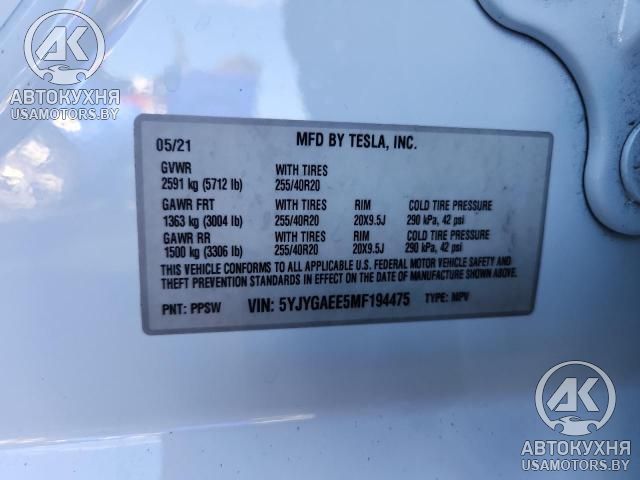 AK
АВТОКУХНЯ
USAMOTORS.BY
05/21 MFD BY TESLA, INC.
GVWR WITH TIRES
2591 kg (5712 lb) 255/40R20
GAWR FRT WITH TIRES RIM COLD TIRE PRESSURE
1363 kg (3004 lb) 255/40R20 20X9.5J 290 kPa, 42 psi
GAWR RR WITH TIRES RIM COLD TIRE PRESSURE
1500 kg (3306 lb) 255/40R20 20X9.5J 290 kPa, 42 psi
THIS VEHICLE CONFORMS TO ALL APPLICABLE U.S. FEDERAL MOTOR VEHICLE SAFETY AND
THEFT PREVENTION STANDARDS IN EFFECT ON THE DATE OF MANUFACTURE SHOWN ABOVE.
PNT: PPSW VIN: 5YJYGAEE5MF194475 TYPE: MPV
AK
АВТОКУХНЯ
USAMOTORS.BY